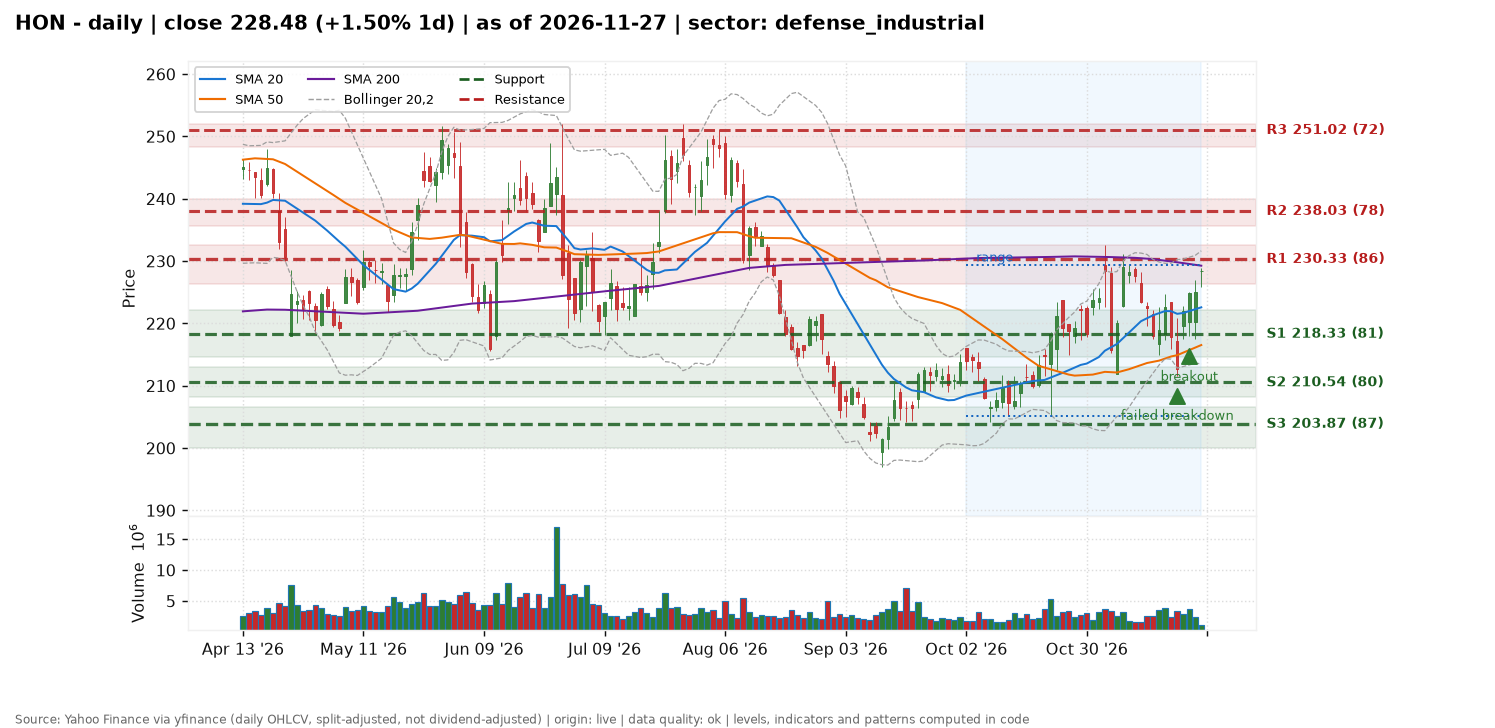 HON - daily | close 228.48 (+1.50% 1d) | as of 2026-11-27 | sector: defense_industrial
SMA 20
SMA 50
SMA 200
Bollinger 20,2
Support
Resistance
Price
260
250
240
230
220
210
200
190
range
breakout
failed breakdown
R3 251.02 (72)
R2 238.03 (78)
R1 230.33 (86)
S1 218.33 (81)
S2 210.54 (80)
S3 203.87 (87)
Volume 10⁶
15
10
5
Apr 13 '26
May 11 '26
Jun 09 '26
Jul 09 '26
Aug 06 '26
Sep 03 '26
Oct 02 '26
Oct 30 '26
Source: Yahoo Finance via yfinance (daily OHLCV, split-adjusted, not dividend-adjusted) | origin: live | data quality: ok | levels, indicators and patterns computed in code